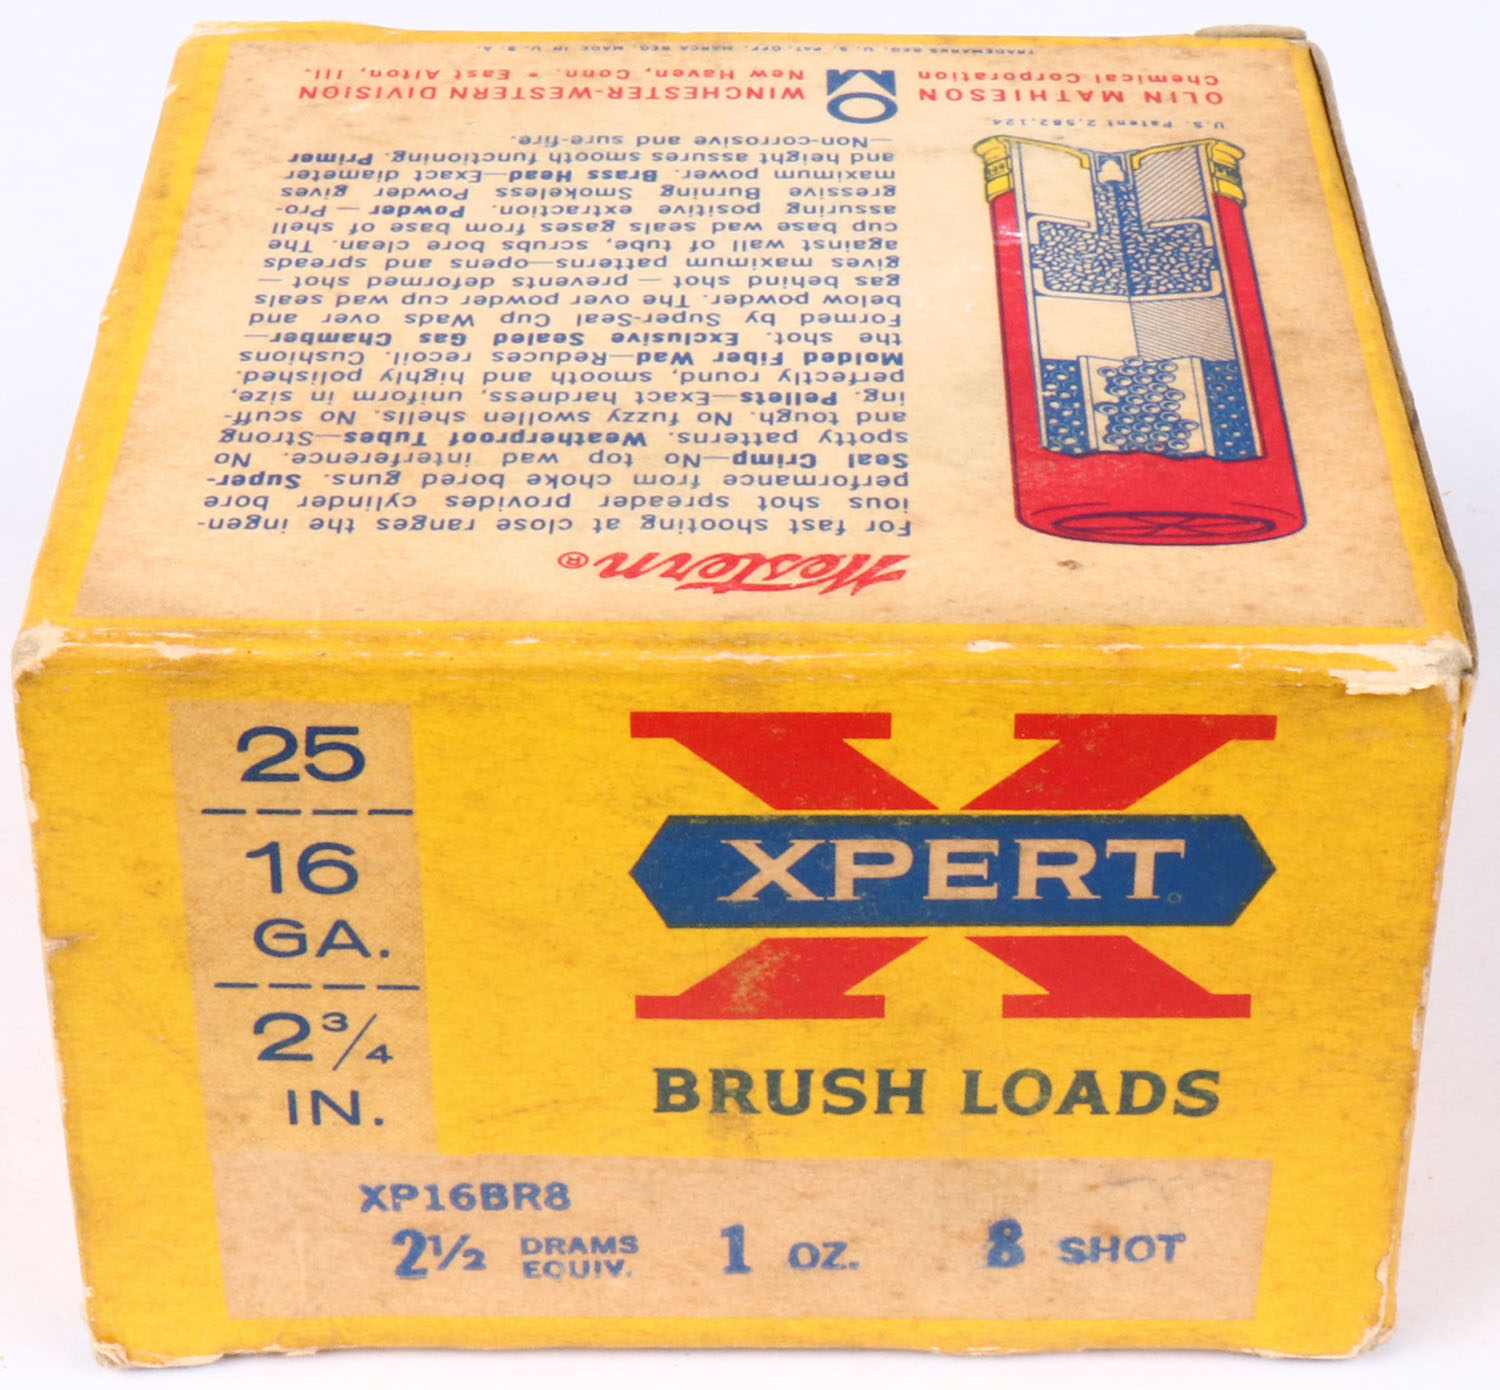 Western®
For fast shooting at close ranges the ingen-
ious shot spreader provides cylinder bore
performance from choke bored guns. Super-
Seal Crimp—No top wad interference. No
spotty patterns. Weatherproof Tubes—Strong
and tough. No fuzzy swollen shells. No scuff-
ing. Pellets—Exact hardness, uniform in size,
perfectly round, smooth and highly polished.
Molded Fiber Wad—Reduces recoil. Cushions
the shot. Exclusive Sealed Gas Chamber—
Formed by Super-Seal Cup Wads over and
below powder. The over powder cup wad seals
gas behind shot — prevents deformed shot —
gives maximum patterns—opens and spreads
against wall of tube, scrubs bore clean. The
cup base wad seals gases from base of shell
assuring positive extraction. Powder — Pro-
gressive Burning Smokeless Powder gives
maximum power. Brass Head—Exact diameter
and height assures smooth functioning. Primer
—Non-corrosive and sure-fire.
U.S. Patent 2,582,124
OLIN MATHIESON
Chemical Corporation
WINCHESTER-WESTERN DIVISION
New Haven, Conn. • East Alton, Ill.
TRADEMARKS REG. U. S. PAT. OFF. MARCA REG. MADE IN U. S. A.
25
16
GA.
2 3/4
IN.
X
XPERT
BRUSH LOADS
XP16BR8
2½ DRAMS EQUIV. 1 OZ. 8 SHOT